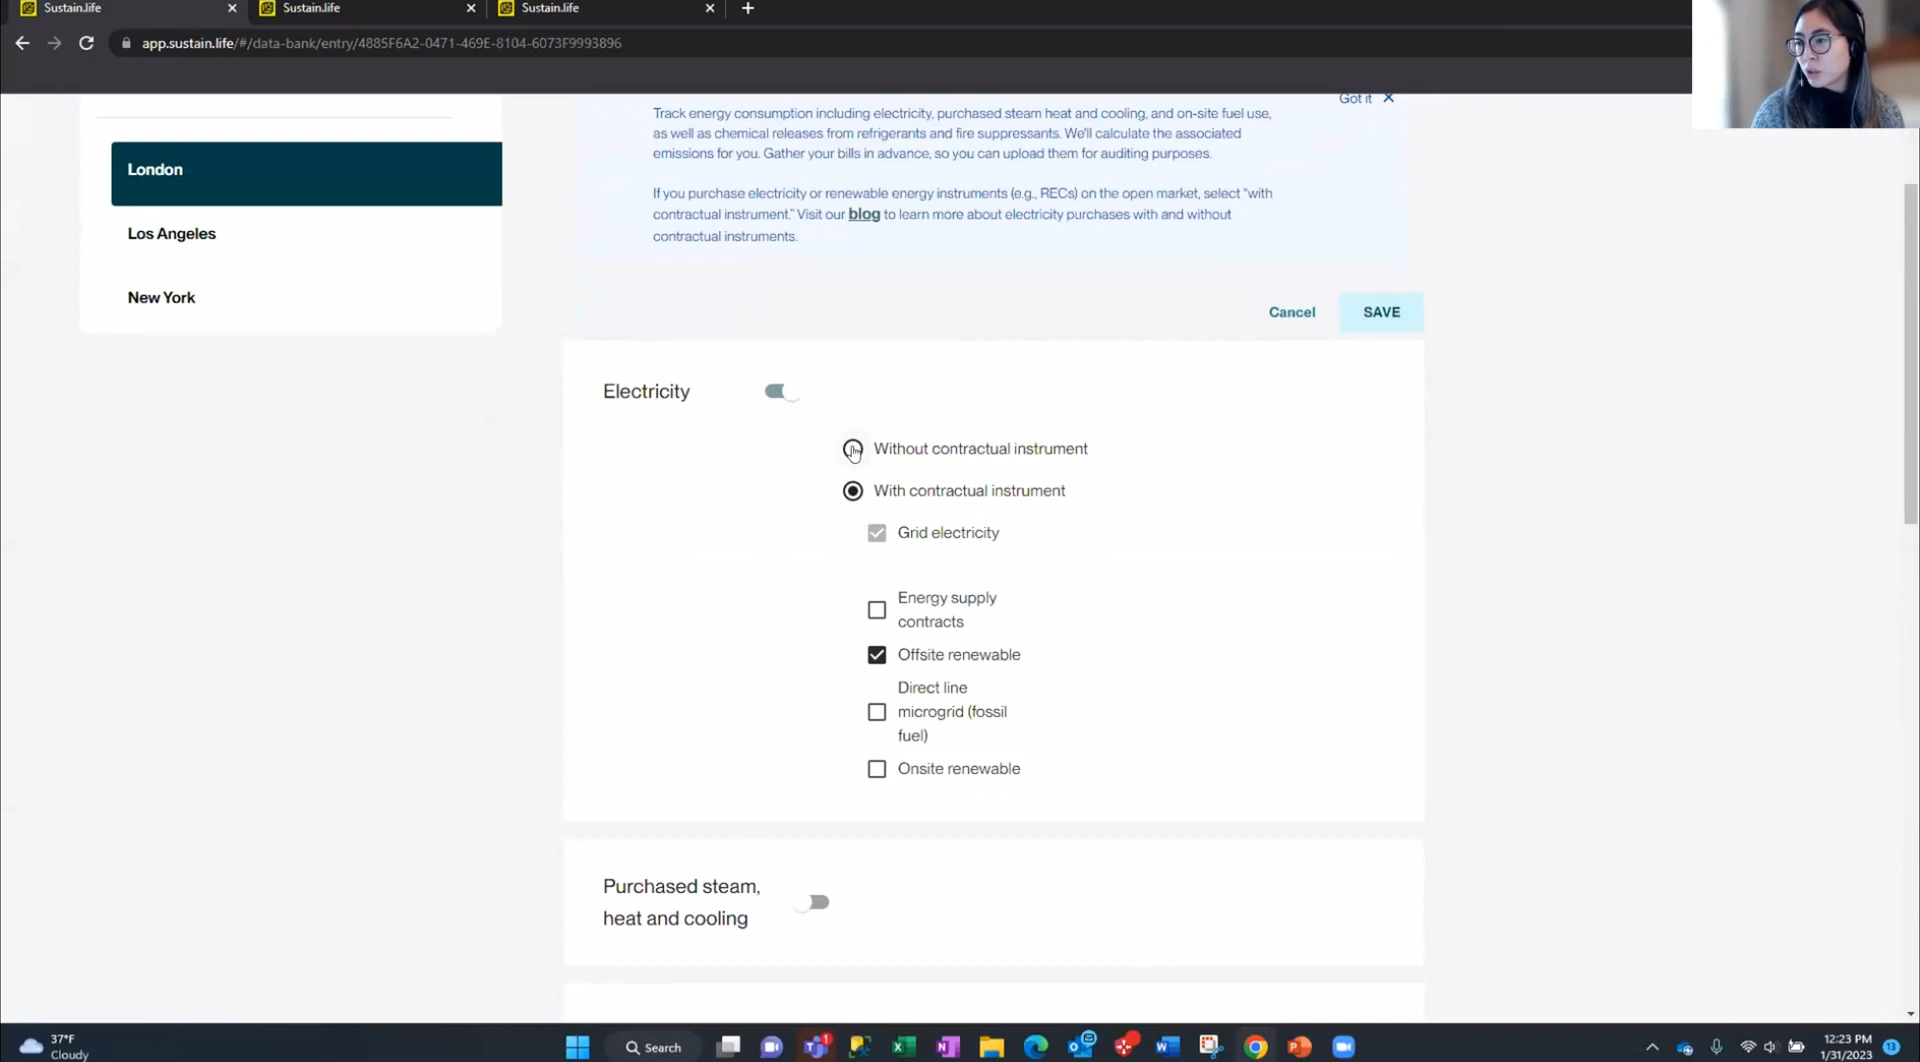 Sustain.life
Sustain.life
Sustain.life
app.sustain.life/#/data-bank/entry/4885F6A2-0471-469E-8104-6073F9993896
London
Los Angeles
New York
Got it
Track energy consumption including electricity, purchased steam heat and cooling, and on-site fuel use,
as well as chemical releases from refrigerants and fire suppressants. We'll calculate the associated
emissions for you. Gather your bills in advance, so you can upload them for auditing purposes.
If you purchase electricity or renewable energy instruments (e.g., RECs) on the open market, select "with
contractual instrument." Visit our blog to learn more about electricity purchases with and without
contractual instruments.
Cancel
SAVE
Electricity
Without contractual instrument
With contractual instrument
Grid electricity
Energy supply
contracts
Offsite renewable
Direct line
microgrid (fossil
fuel)
Onsite renewable
Purchased steam,
heat and cooling
37°F
Cloudy
Search
12:23 PM
1/31/2023
13